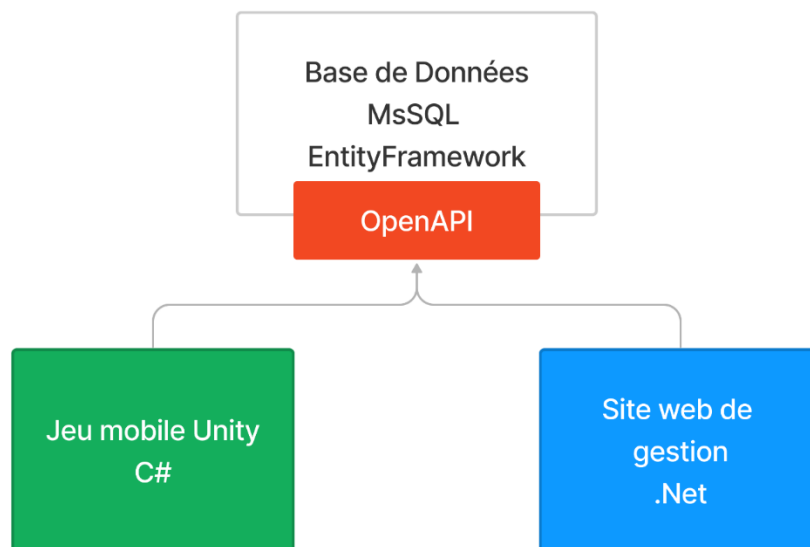 Base de Données
MsSQL
EntityFramework
OpenAPI
Jeu mobile Unity
C#
Site web de
gestion
.Net